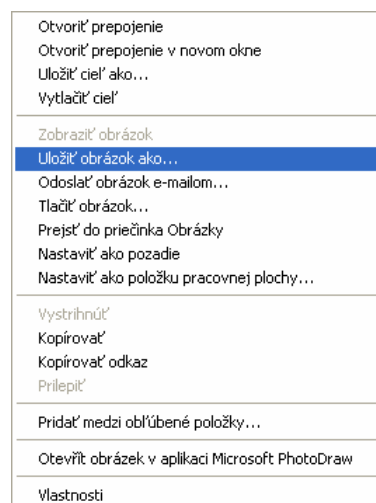 Otvoriť prepojenie
Otvoriť prepojenie v novom okne
Uložiť cieľ ako...
Vytlačiť cieľ
Zobraziť obrázok
Uložiť obrázok ako...
Odoslať obrázok e-mailom...
Tlačiť obrázok...
Prejsť do priečinka Obrázky
Nastaviť ako pozadie
Nastaviť ako položku pracovnej plochy...
Vystrihnúť
Kopírovať
Kopírovať odkaz
Prilepiť
Pridať medzi obľúbené položky...
Otevřít obrázek v aplikaci Microsoft PhotoDraw
Vlastnosti